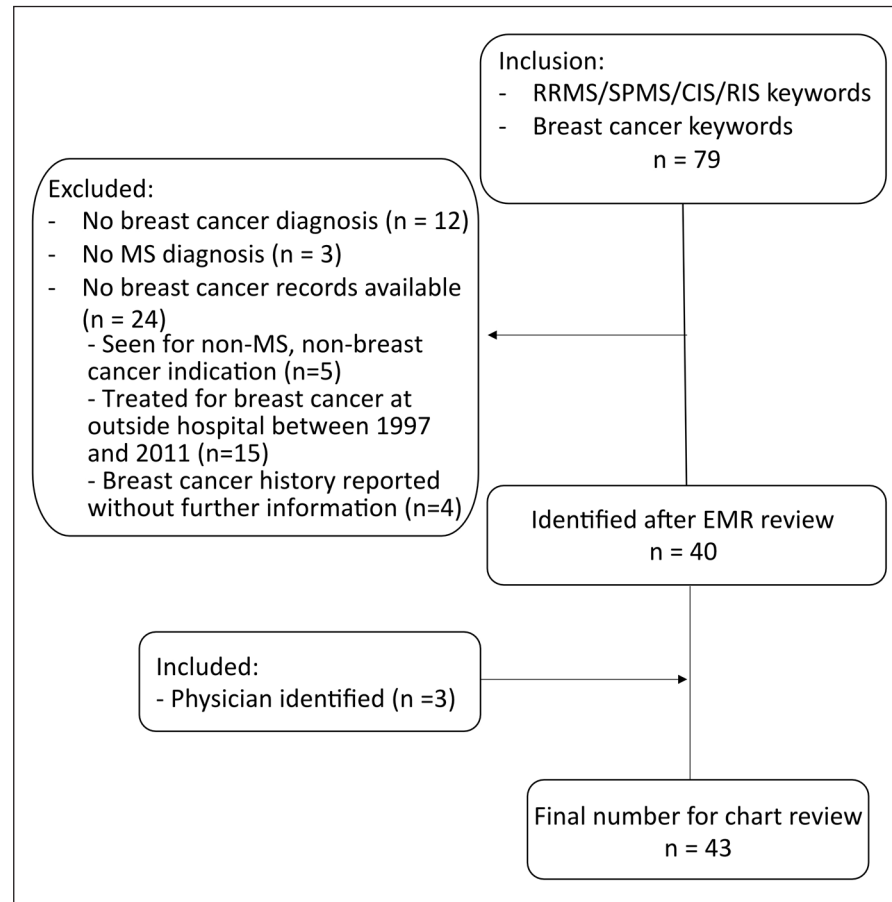 Inclusion:
- RRMS/SPMS/CIS/RIS keywords
- Breast cancer keywords
n = 79
Excluded:
- No breast cancer diagnosis (n = 12)
- No MS diagnosis (n = 3)
- No breast cancer records available
(n = 24)
- Seen for non-MS, non-breast
cancer indication (n=5)
- Treated for breast cancer at
outside hospital between 1997
and 2011 (n=15)
- Breast cancer history reported
without further information (n=4)
Identified after EMR review
n = 40
Included:
- Physician identified (n =3)
Final number for chart review
n = 43